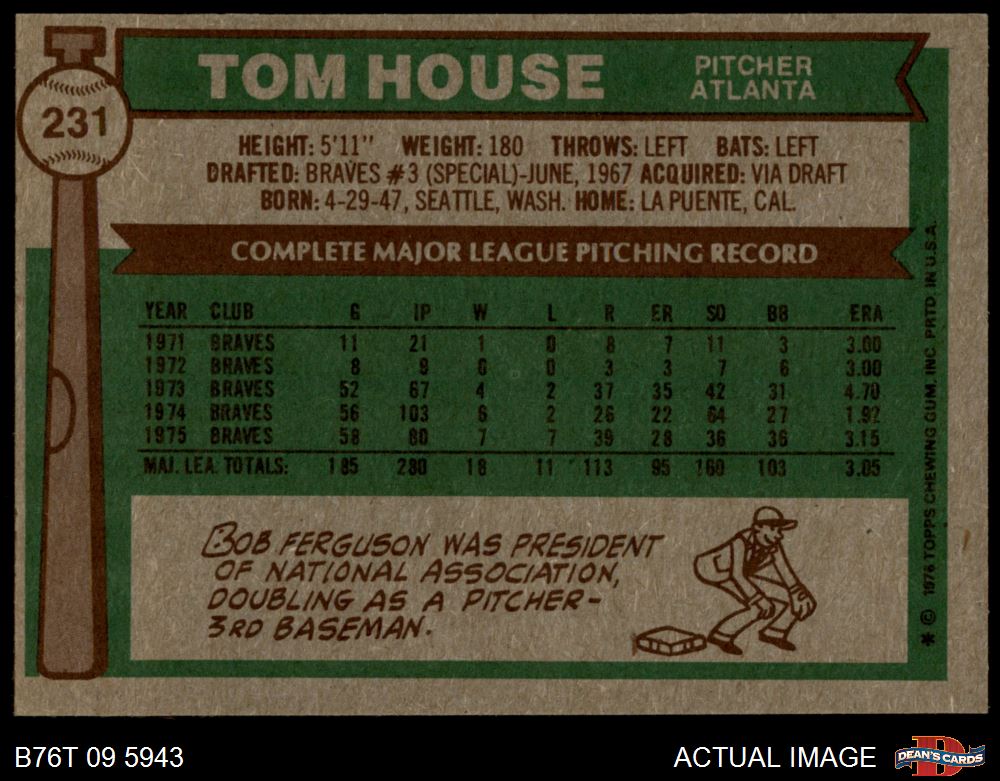 231
TOM HOUSE
PITCHER
ATLANTA
HEIGHT: 5'11" WEIGHT: 180 THROWS: LEFT BATS: LEFT
DRAFTED: BRAVES #3 (SPECIAL)-JUNE, 1967 ACQUIRED: VIA DRAFT
BORN: 4-29-47, SEATTLE, WASH. HOME: LA PUENTE, CAL.
COMPLETE MAJOR LEAGUE PITCHING RECORD
YEAR CLUB G IP W L R ER SO BB ERA
1971 BRAVES 11 21 1 0 8 7 11 3 3.00
1972 BRAVES 8 9 0 0 3 3 7 6 3.00
1973 BRAVES 52 67 4 2 37 35 42 31 4.70
1974 BRAVES 56 103 6 2 26 22 64 27 1.92
1975 BRAVES 58 80 7 7 39 28 36 36 3.15
MAJ. LEA. TOTALS: 185 280 18 11 113 95 160 103 3.05
BOB FERGUSON WAS PRESIDENT
OF NATIONAL ASSOCIATION,
DOUBLING AS A PITCHER-
3RD BASEMAN.
* © 1976 TOPPS CHEWING GUM, INC. PRTD. IN U.S.A.
B76T 09 5943
ACTUAL IMAGE
D
DEAN'S CARDS